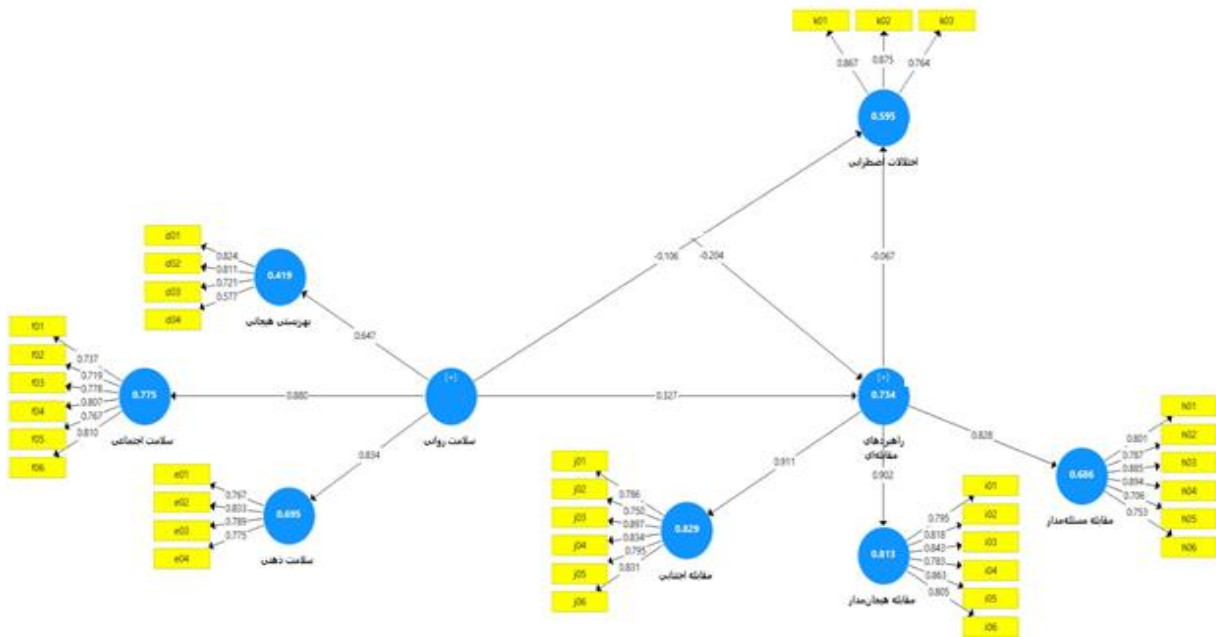 k01 k02 k03
0.867 0.875 0.764
0.595
اختلالات اضطرابی
d01
d02
d03
d04
0.824
0.811
0.721
0.577
0.419
بهزیستی هیجانی
-0.106
-0.204
-0.067
0.647
f01
f02
f03
f04
f05
f06
0.737
0.719
0.778
0.807
0.767
0.810
0.775
سلامت اجتماعی
0.880
[+]
سلامت روانی
0.327
[+]
0.734
راهبردهای
مقابله‌ای
0.834
0.828
0.911
0.902
e01
e02
e03
e04
0.767
0.833
0.789
0.775
0.695
سلامت ذهنی
j01
j02
j03
j04
j05
j06
0.786
0.750
0.897
0.834
0.795
0.831
0.829
مقابله اجتنابی
i01
i02
i03
i04
i05
i06
0.795
0.818
0.843
0.783
0.863
0.805
0.813
مقابله هیجان‌مدار
h01
h02
h03
h04
h05
h06
0.801
0.787
0.885
0.894
0.706
0.753
0.686
مقابله مسئله‌مدار